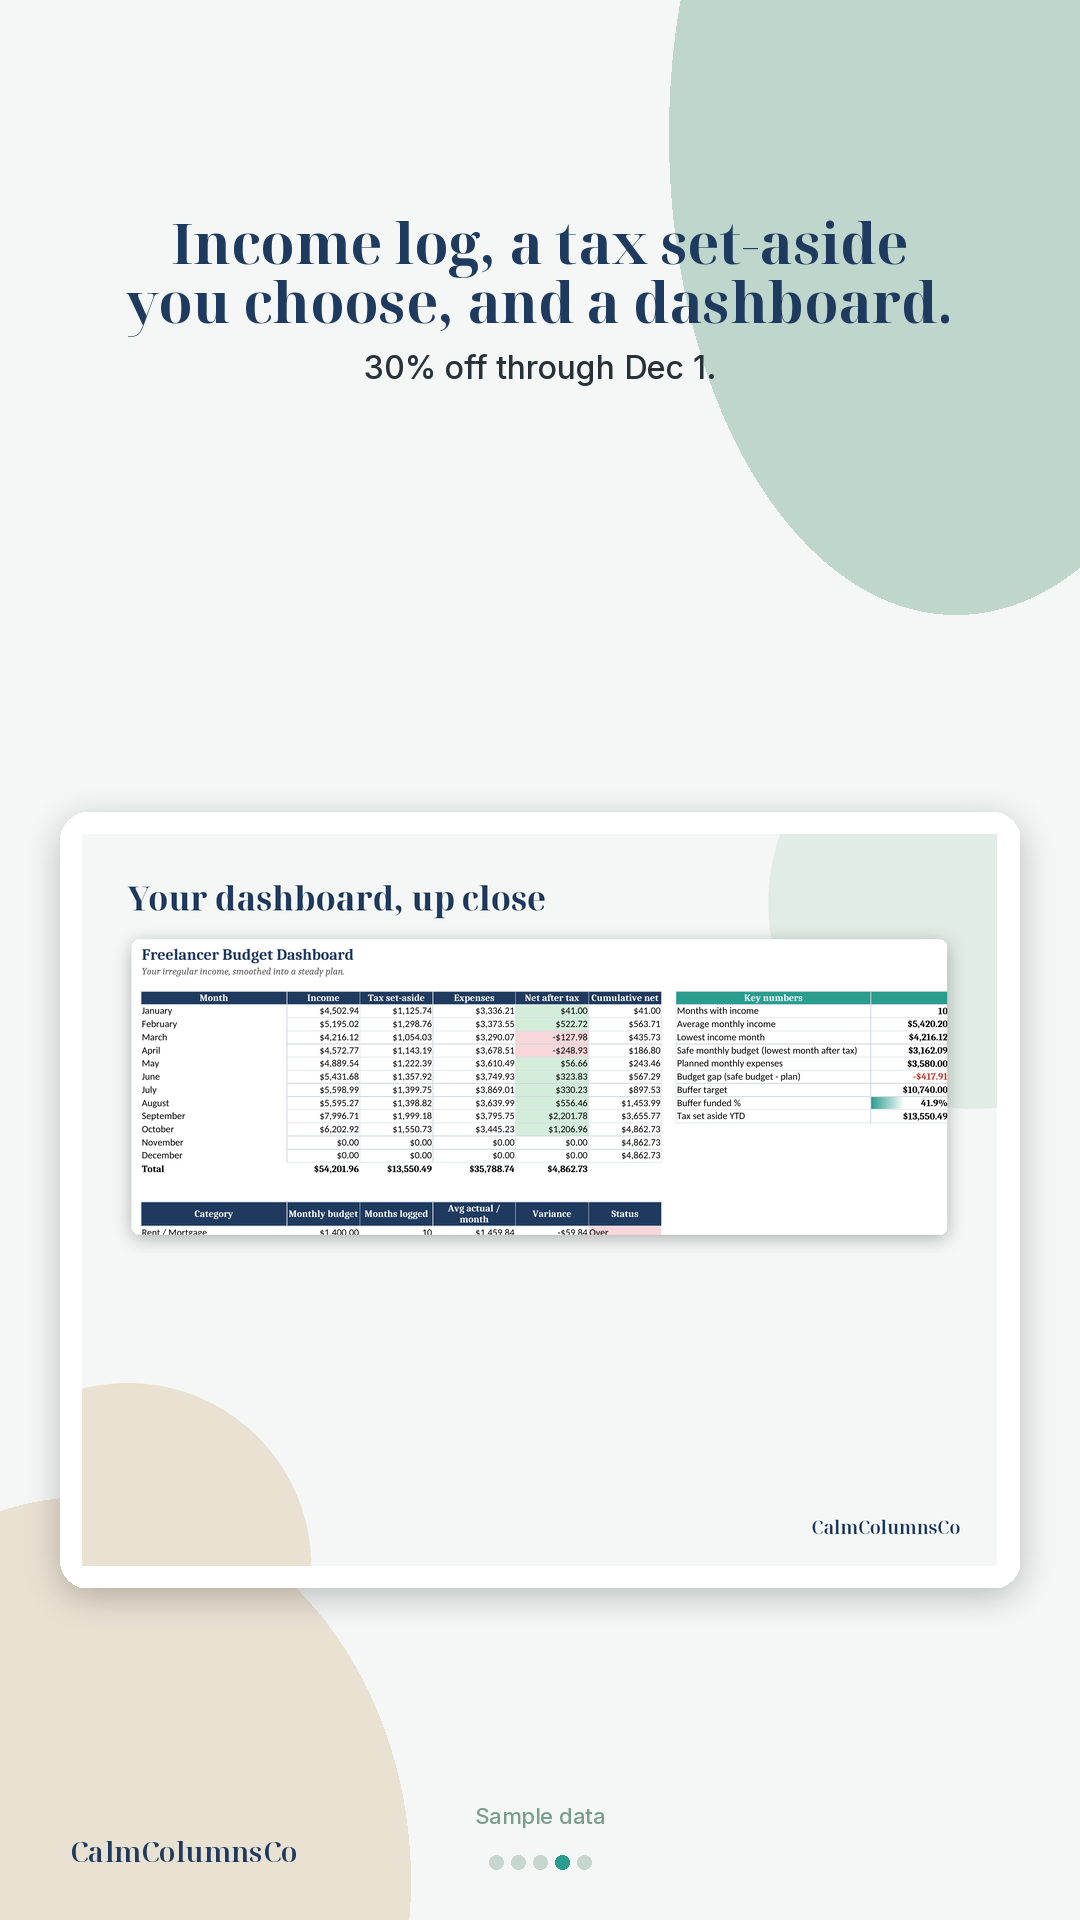 Income log, a tax set-aside
you choose, and a dashboard.
30% off through Dec 1.
Your dashboard, up close
Freelancer Budget Dashboard
Your irregular income, smoothed into a steady plan.
Month Income Tax set-aside Expenses Net after tax Cumulative net Key numbers
January $4,502.94 $1,125.74 $3,336.21 $41.00 $41.00 Months with income 10
February $5,195.02 $1,298.76 $3,373.55 $522.72 $563.71 Average monthly income $5,420.20
March $4,216.12 $1,054.03 $3,290.07 -$127.98 $435.73 Lowest income month $4,216.12
April $4,572.77 $1,143.19 $3,678.51 -$248.93 $186.80 Safe monthly budget (lowest month after tax) $3,162.09
May $4,889.54 $1,222.39 $3,610.49 $56.66 $243.46 Planned monthly expenses $3,580.00
June $5,431.68 $1,357.92 $3,749.93 $323.83 $567.29 Budget gap (safe budget - plan) -$417.91
July $5,598.99 $1,399.75 $3,869.01 $330.23 $897.53 Buffer target $10,740.00
August $5,595.27 $1,398.82 $3,639.99 $556.46 $1,453.99 Buffer funded % 41.9%
September $7,996.71 $1,999.18 $3,795.75 $2,201.78 $3,655.77 Tax set aside YTD $13,550.49
October $6,202.92 $1,550.73 $3,445.23 $1,206.96 $4,862.73
November $0.00 $0.00 $0.00 $0.00 $4,862.73
December $0.00 $0.00 $0.00 $0.00 $4,862.73
Total $54,201.96 $13,550.49 $35,788.74 $4,862.73
Category Monthly budget Months logged Avg actual / month Variance Status
Rent / Mortgage $1,400.00 10 $1,459.84 -$59.84 Over
CalmColumnsCo
Sample data
CalmColumnsCo